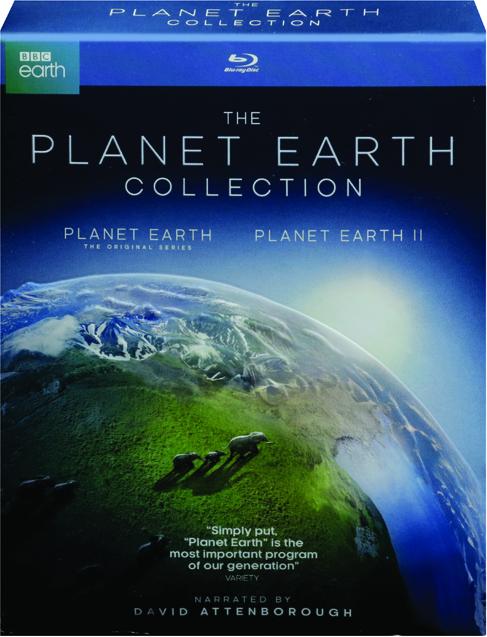 THE
PLANET EARTH
COLLECTION
BBC
earth
Blu-ray Disc
THE
PLANET EARTH
COLLECTION
PLANET EARTH
THE ORIGINAL SERIES
PLANET EARTH II
"Simply put,
"Planet Earth" is the
most important program
of our generation"
VARIETY
NARRATED BY
DAVID ATTENBOROUGH